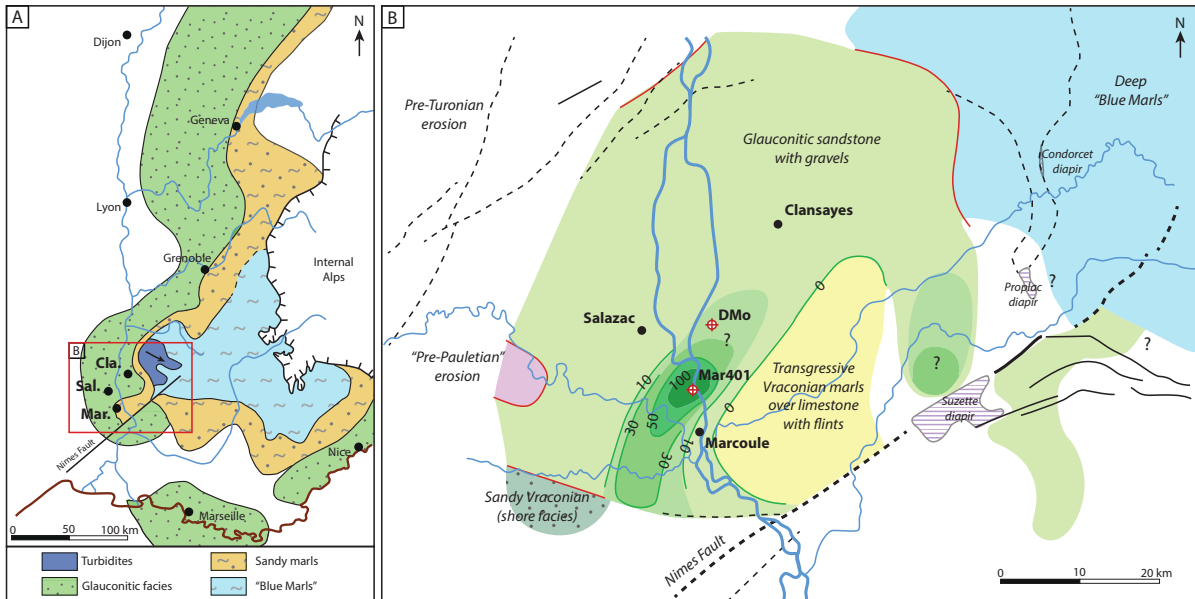 A
N
Dijon
Geneva
Lyon
Grenoble
Internal
Alps
B
Cla.
Sal.
Mar.
Nimes Fault
Nice
Marseille
0 50 100 km
Turbidites
Sandy marls
Glauconitic facies
"Blue Marls"
B
N
Pre-Turonian
erosion
Deep
"Blue Marls"
Glauconitic sandstone
with gravels
Condorcet
diapir
Clansayes
Propiac
diapir
?
0
Salazac
DMo
?
"Pre-Pauletian"
erosion
10
100
Mar401
0
30
50
Transgressive
Vraconian marls
over limestone
with flints
?
?
Suzette
diapir
Marcoule
10
30
Sandy Vraconian
(shore facies)
Nimes Fault
0 10 20 km